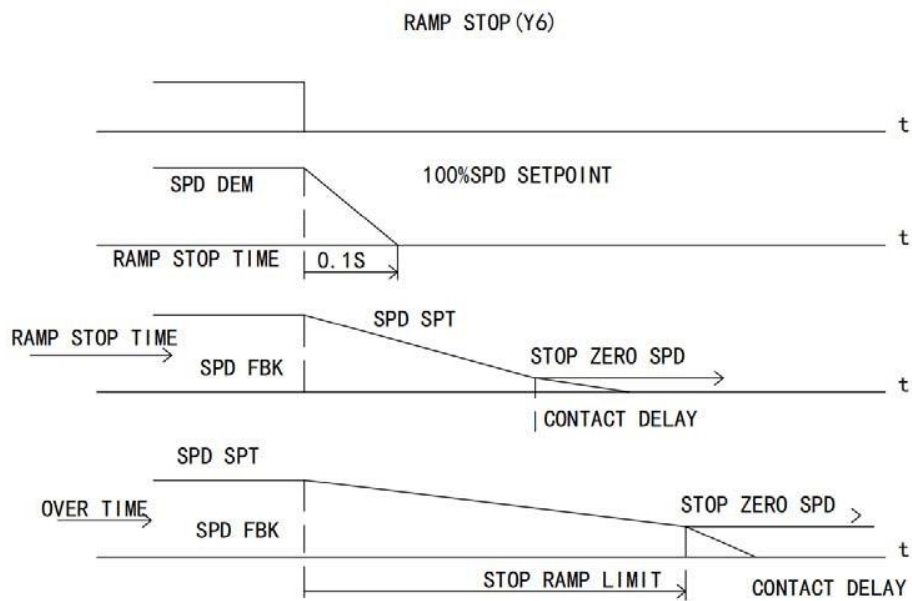 RAMP STOP(Y6)
t
SPD DEM
100%SPD SETPOINT
t
RAMP STOP TIME
0.1S
SPD SPT
RAMP STOP TIME
STOP ZERO SPD
SPD FBK
t
CONTACT DELAY
SPD SPT
OVER TIME
STOP ZERO SPD
SPD FBK
t
STOP RAMP LIMIT
CONTACT DELAY